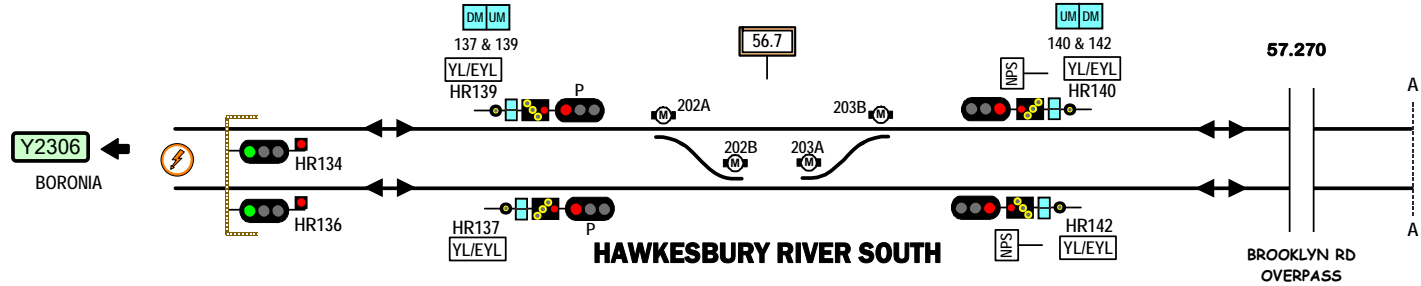 DM UM
137 & 139
YL/EYL
HR139
P
56.7
UM DM
140 & 142
NPS
YL/EYL
HR140
57.270
A
202A
M
203B
M
Y2306
BORONIA
HR134
202B
M
203A
M
HR136
HR137
YL/EYL
P
HR142
NPS
YL/EYL
HAWKESBURY RIVER SOUTH
BROOKLYN RD
OVERPASS
A